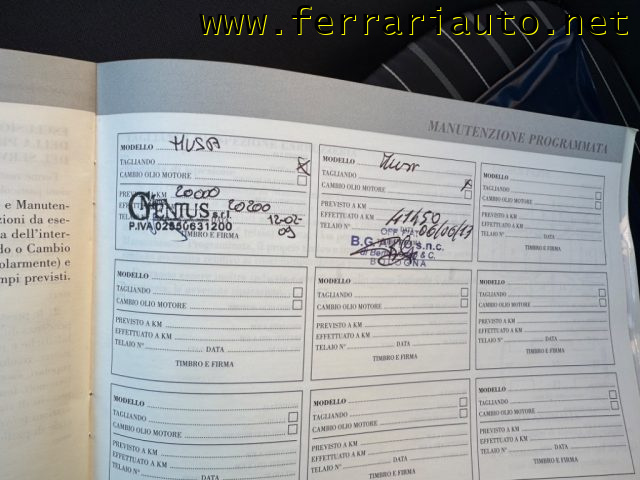 www.ferrariauto.net
MANUTENZIONE PROGRAMMATA
e Manuten-
zioni da ese-
a dell'inter-
do o Cambio
olarmente) e
mpi previsti.
MODELLO MUSA
TAGLIANDO X
CAMBIO OLIO MOTORE
PREVISTO A KM 20000
EFFETTUATO A KM 20200
GENIUS s.r.l.
TELAIO N° 12-02-09
P.IVA 02850631200
TIMBRO E FIRMA
MODELLO Musa
TAGLIANDO
CAMBIO OLIO MOTORE X
PREVISTO A KM
EFFETTUATO A KM 41450
06/06/13
B.G. s.n.c.
& C.
BOLOGNA
MODELLO
TAGLIANDO
CAMBIO OLIO MOTORE
PREVISTO A KM
EFFETTUATO A KM
TELAIO N° DATA
TIMBRO E FIRMA
MODELLO
TAGLIANDO
CAMBIO OLIO MOTORE
PREVISTO A KM
EFFETTUATO A KM
TELAIO N° DATA
TIMBRO E FIRMA
MODELLO
TAGLIANDO
CAMBIO OLIO MOTORE
PREVISTO A KM
EFFETTUATO A KM
TELAIO N° DATA
TIMBRO E FIRMA
MODELLO
TAGLIANDO
CAMBIO OLIO MOTORE
PREVISTO A KM
EFFETTUATO A KM
TELAIO N° DATA
TIMBRO E FIRMA
MODELLO
TAGLIANDO
CAMBIO OLIO MOTORE
PREVISTO A KM
EFFETTUATO A KM
MODELLO
TAGLIANDO
CAMBIO OLIO MOTORE
PREVISTO A KM
EFFETTUATO A KM
TELAIO N° DATA
MODELLO
TAGLIANDO
CAMBIO OLIO MOTORE
PREVISTO A KM
EFFETTUATO A KM
TELAIO N° DATA
TIMBRO E FIRMA